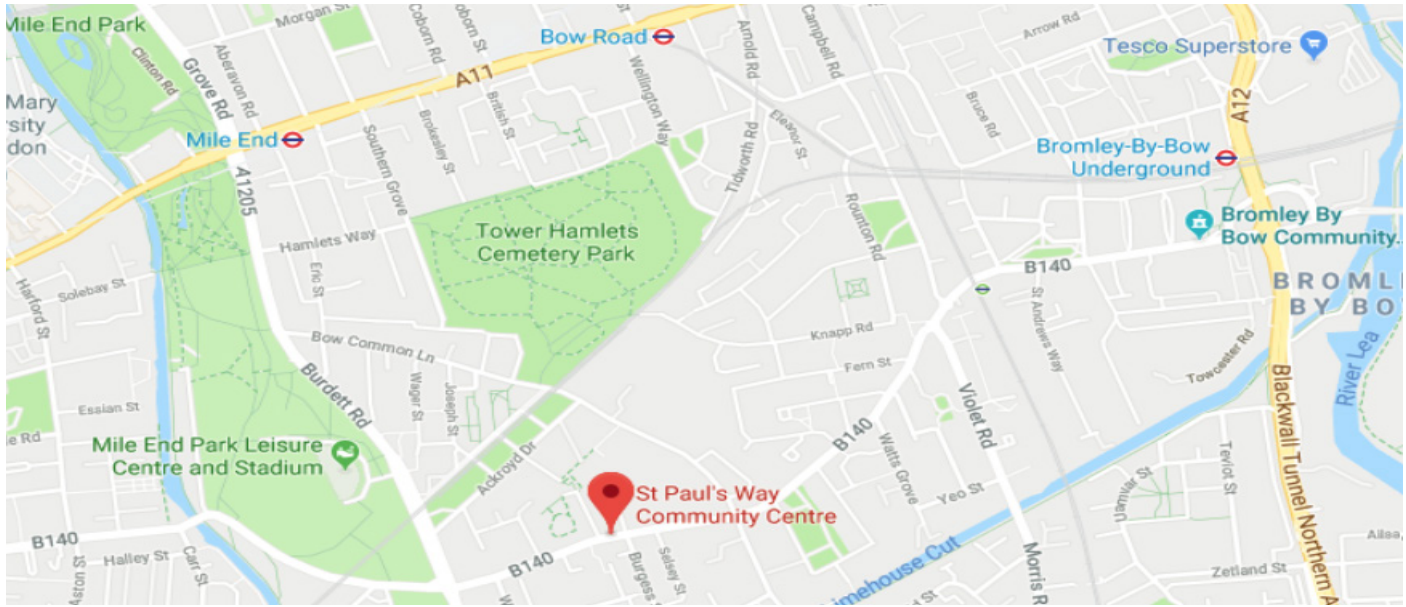 Mile End Park
Morgan St
Coborn Rd
Coborn St
Bow Road
Arnold Rd
Campbell Rd
Arrow Rd
Tesco Superstore
Clinton Rd
Grove Rd
Aberavon Rd
A11
Wellington Way
A12
Mary
sity
don
Mile End
Southern Grove
Brokesley St
British St
Eleanor St
Bruce Rd
Bromley-By-Bow
Underground
A1205
Tidworth Rd
Rounton Rd
Hamlets Way
Tower Hamlets
Cemetery Park
Bromley By
Bow Community...
B140
Harford St
Solebay St
Eric St
St Andrews Way
BROML
BY BO
Bow Common Ln
Knapp Rd
Fern St
Towcester Rd
River Lea
Burdett Rd
Wager St
Joseph St
Essian St
e Rd
Violet Rd
Blackwall Tunnel Northern A
Mile End Park Leisure
Centre and Stadium
Ackroyd Dr
B140
Watts Grove
Teviot St
St Paul's Way
Community Centre
Yeo St
B140
Halley St
Carr St
Aston St
B140
Burgess St
Selsey St
imehouse Cut
Morris R
Zetland St